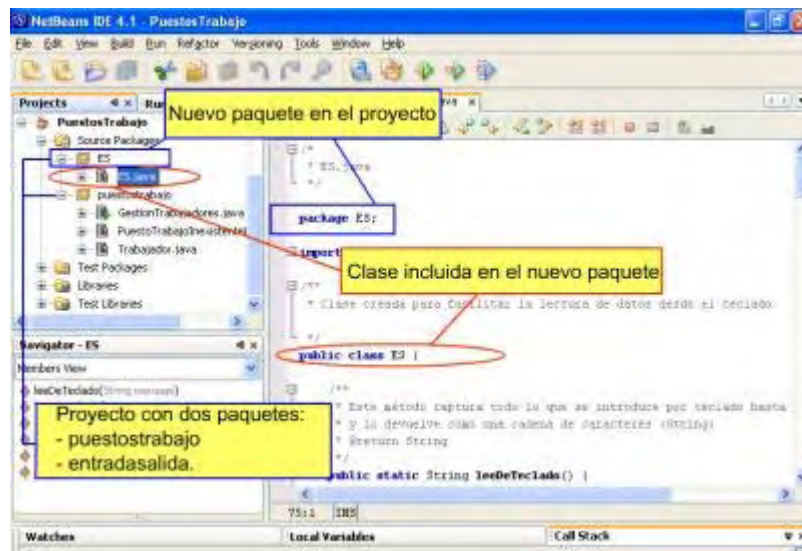 NetBeans IDE 4.1 - PuestosTrabajo
File Edit View Build Run Refactor Versioning Tools Window Help
Projects
Nuevo paquete en el proyecto
PuestosTrabajo
Source Packages
ES
ES.java
puestostrabajo
GestionTrabajadores.java
PuestoTrabajoInexistente
Trabajador.java
Test Packages
Libraries
Test Libraries
/*
* ES.java
*/
package ES;
import
Clase incluida en el nuevo paquete
/**
* Clase creada para facilitar la lectura de datos desde el teclado
*/
public class ES {
/**
* Este método captura todo lo que se introduce por teclado hasta
* y lo devuelve como una cadena de caracteres (String)
* @return String
*/
public static String leeDeTeclado() {
Navigator - ES
Members View
leeDeTeclado(String mensaje)
Proyecto con dos paquetes:
- puestostrabajo
- entradasalida.
75:1 INS
Watches
Local Variables
Call Stack